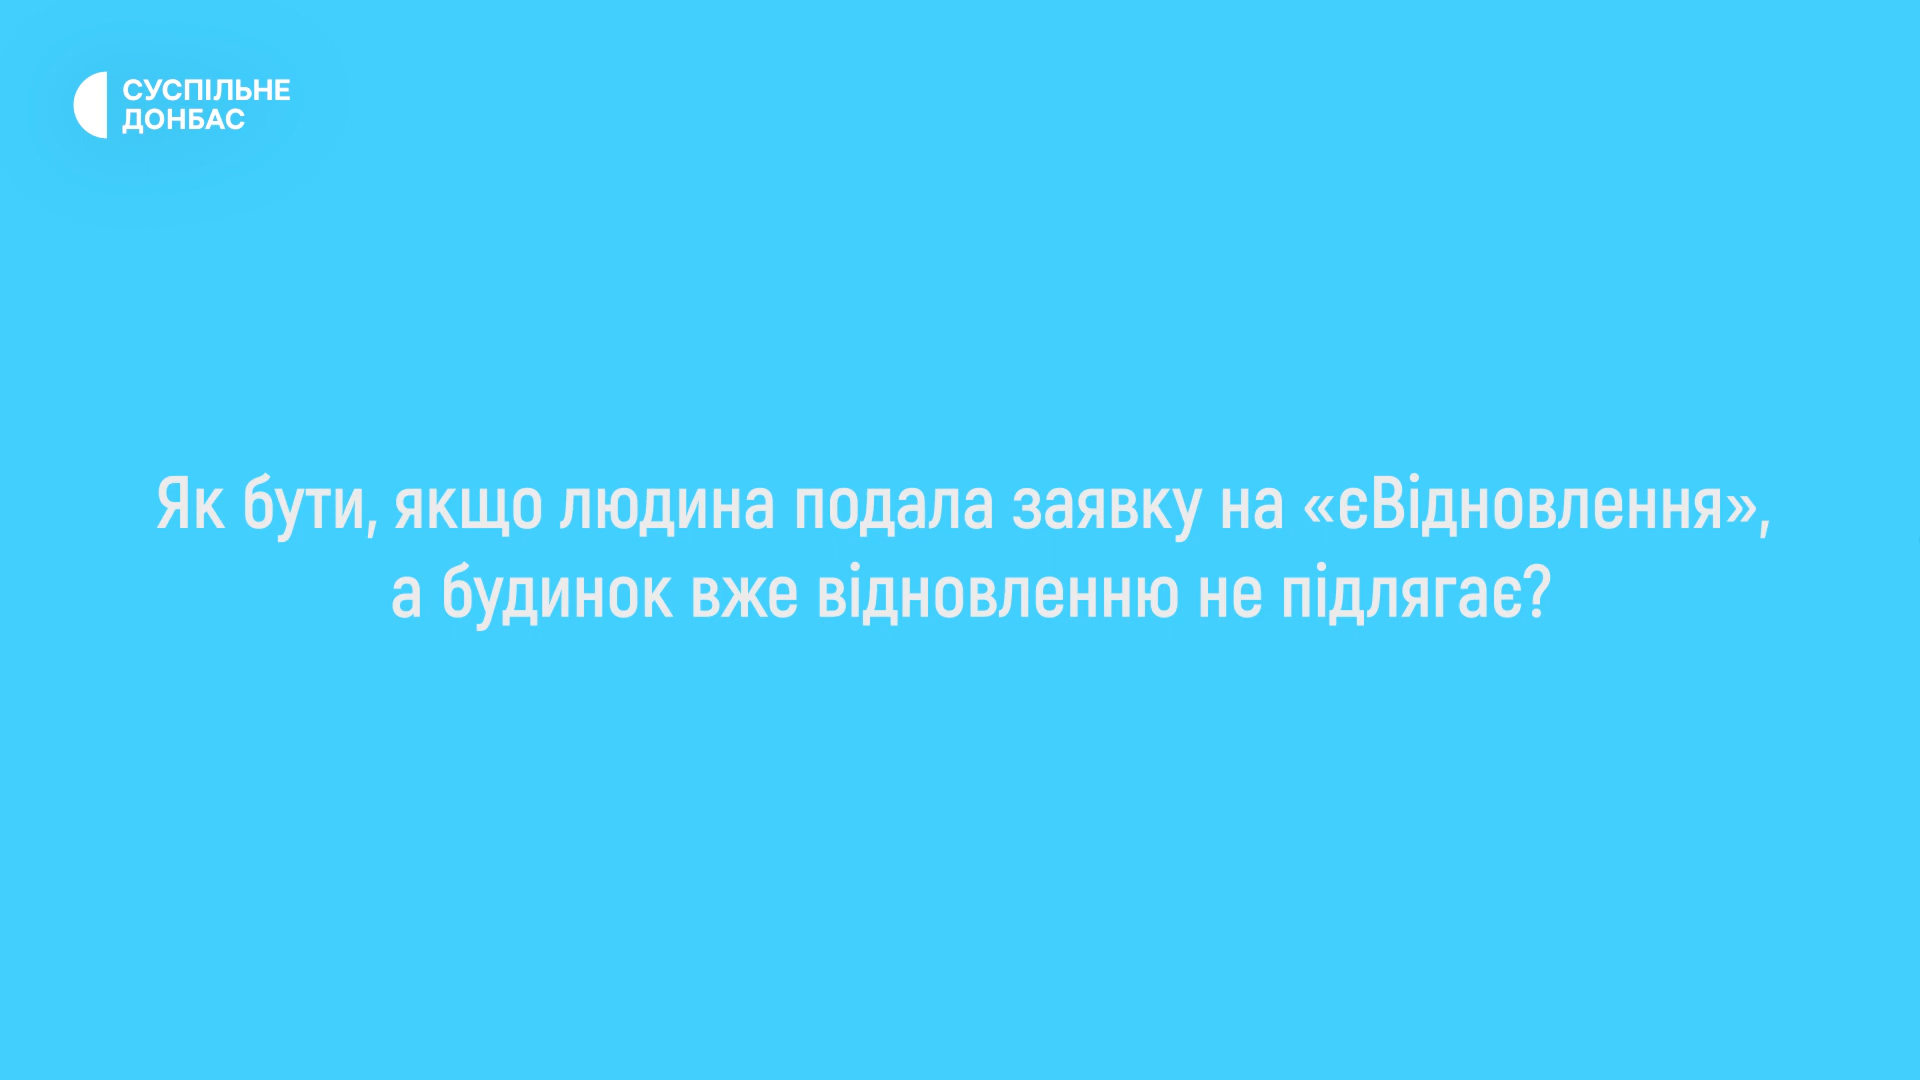 СУСПІЛЬНЕ
ДОНБАС
Як бути, якщо людина подала заявку на «єВідновлення»,
а будинок вже відновленню не підлягає?